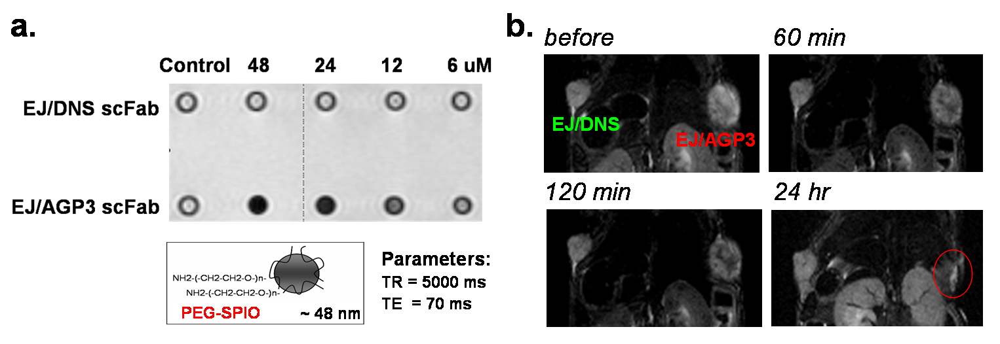 a.
Control 48 24 12 6 uM
EJ/DNS scFab
EJ/AGP3 scFab
NH2-(-CH2-CH2-O-)n-
NH2-(-CH2-CH2-O-)n-
PEG-SPIO ~ 48 nm
Parameters:
TR = 5000 ms
TE = 70 ms
b.
before
60 min
EJ/DNS
EJ/AGP3
120 min
24 hr